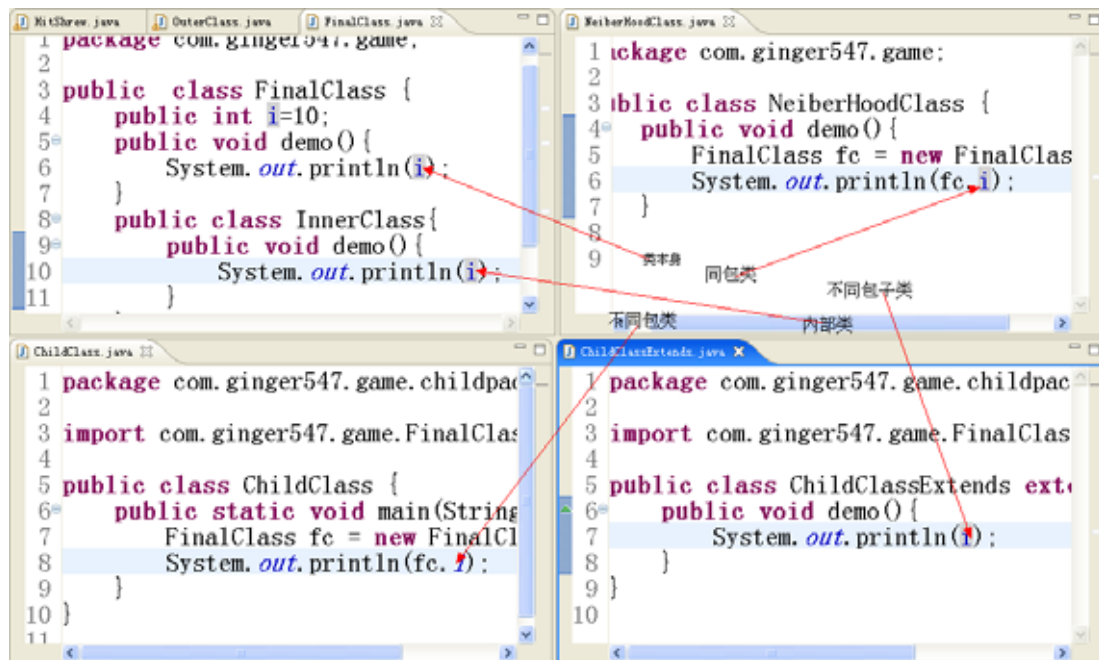 HitShrew.java OuterClass.java FinalClass.java
1 package com.ginger547.game;
2
3 public class FinalClass {
4 public int i=10;
5 public void demo(){
6 System.out.println(i);
7 }
8 public class InnerClass{
9 public void demo(){
10 System.out.println(i);
11 }
NeiberHoodClass.java
1 ackage com.ginger547.game;
2
3 ublic class NeiberHoodClass {
4 public void demo(){
5 FinalClass fc = new FinalClas
6 System.out.println(fc.i);
7 }
8
9
类本身
同包类
不同包子类
不同包类
内部类
ChildClass.java
1 package com.ginger547.game.childpac
2
3 import com.ginger547.game.FinalClas
4
5 public class ChildClass {
6 public static void main(String
7 FinalClass fc = new FinalCl
8 System.out.println(fc.i);
9 }
10 }
11
ChildClassExtends.java
1 package com.ginger547.game.childpac
2
3 import com.ginger547.game.FinalClas
4
5 public class ChildClassExtends exte
6 public void demo(){
7 System.out.println(i);
8 }
9 }
10